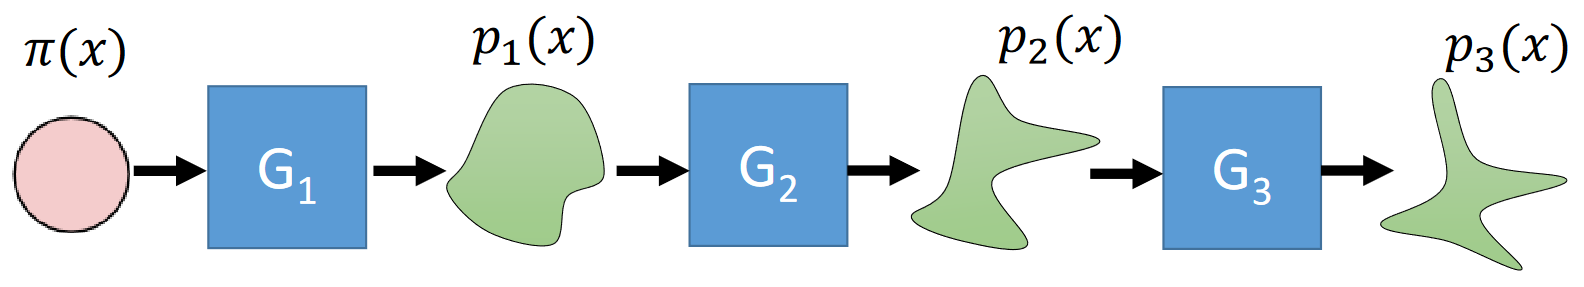 π(x)
G₁
p₁(x)
G₂
p₂(x)
G₃
p₃(x)